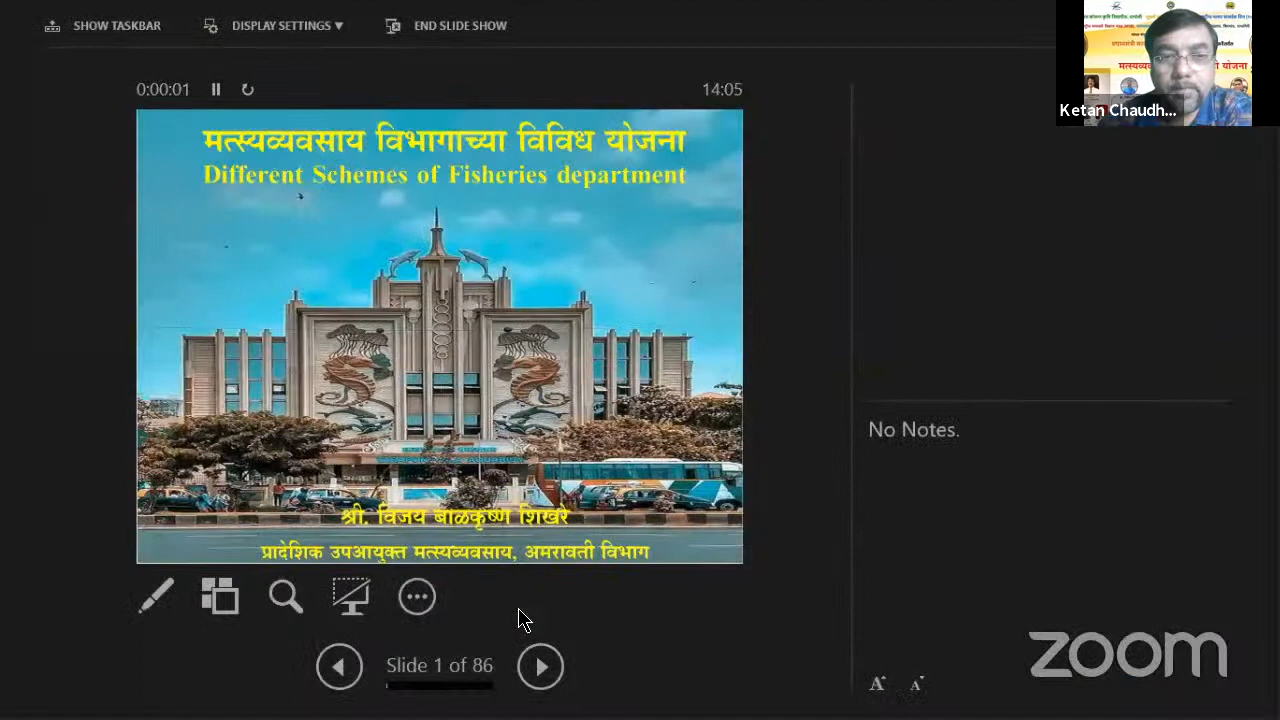 SHOW TASKBAR
DISPLAY SETTINGS ▼
END SLIDE SHOW
0:00:01
14:05
मत्स्यव्यवसाय विभागाच्या विविध योजना
Different Schemes of Fisheries department
श्री. विजय बाळकृष्ण शिखरे
प्रादेशिक उपआयुक्त मत्स्यव्यवसाय, अमरावती विभाग
Slide 1 of 86
No Notes.
A A
Ketan Chaudh...
zoom